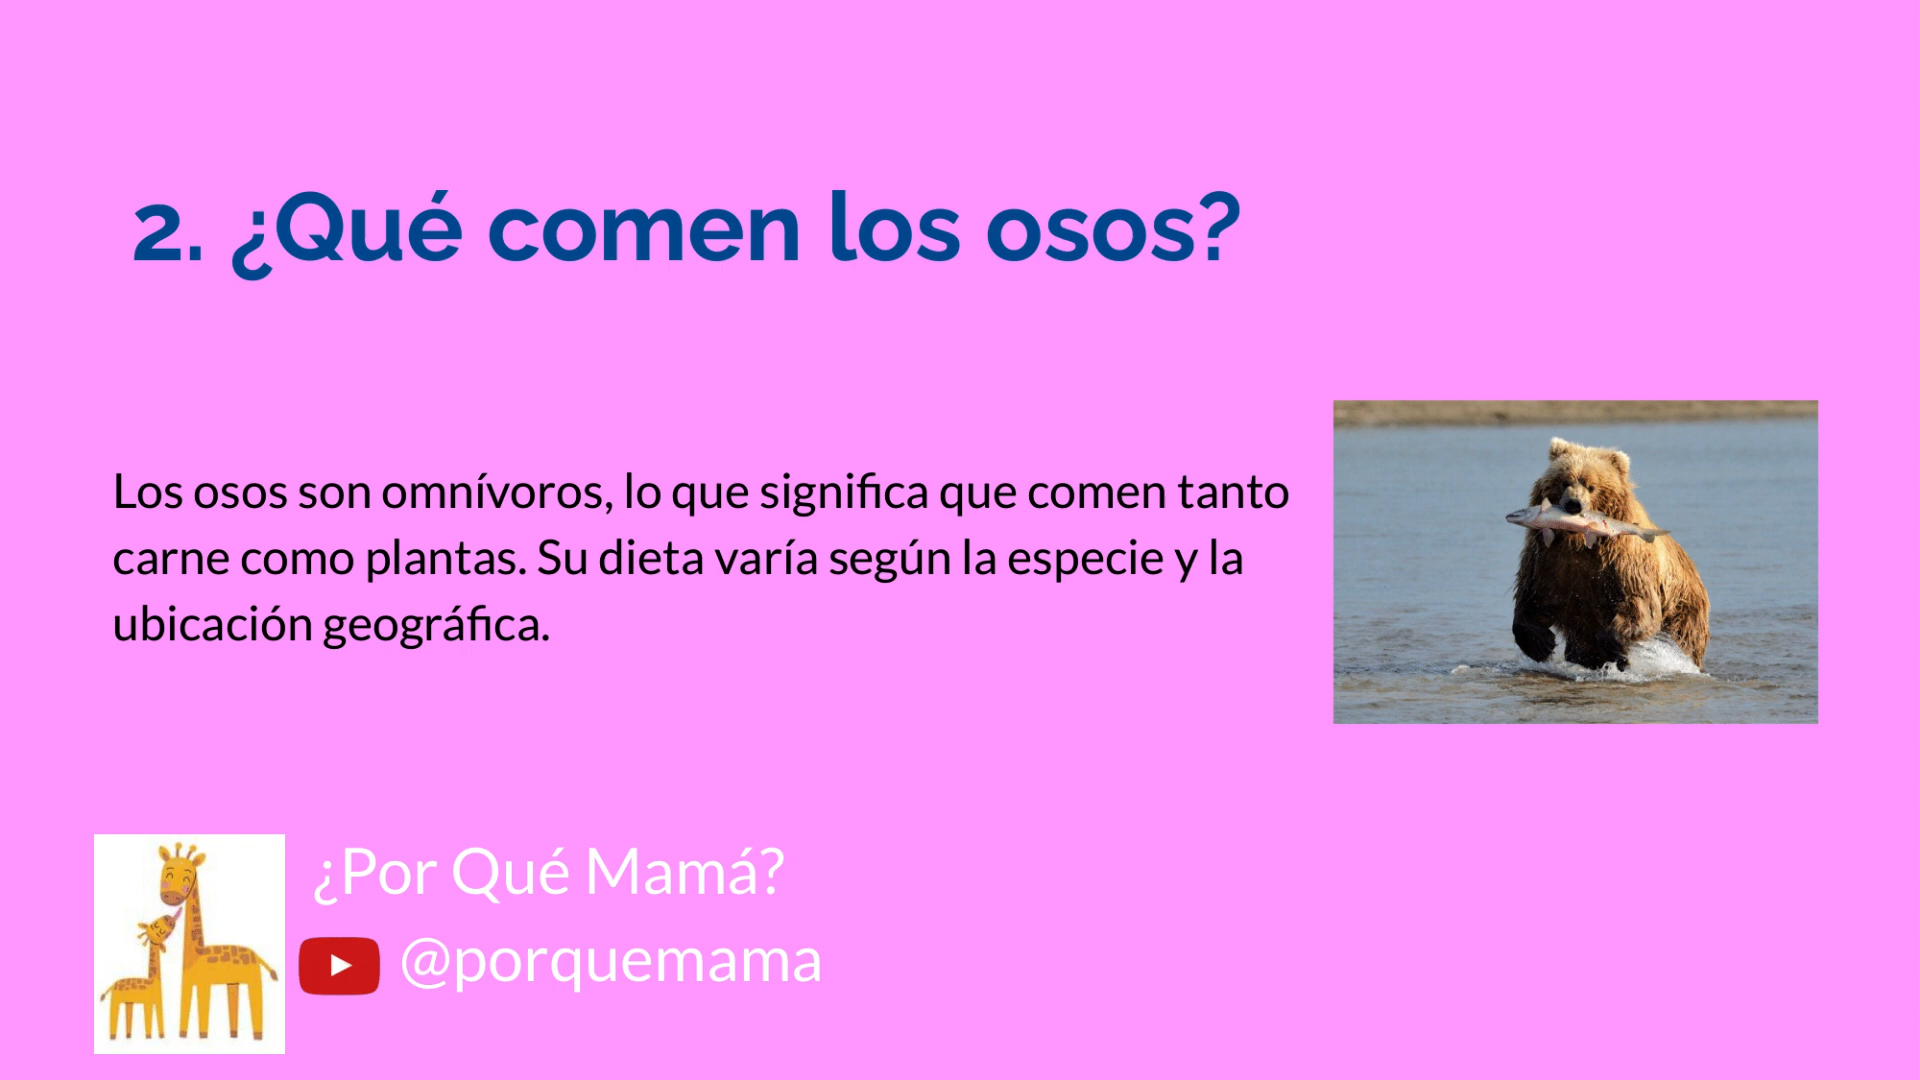 2. ¿Qué comen los osos?
Los osos son omnívoros, lo que significa que comen tanto
carne como plantas. Su dieta varía según la especie y la
ubicación geográfica.
¿Por Qué Mamá?
@porquemama